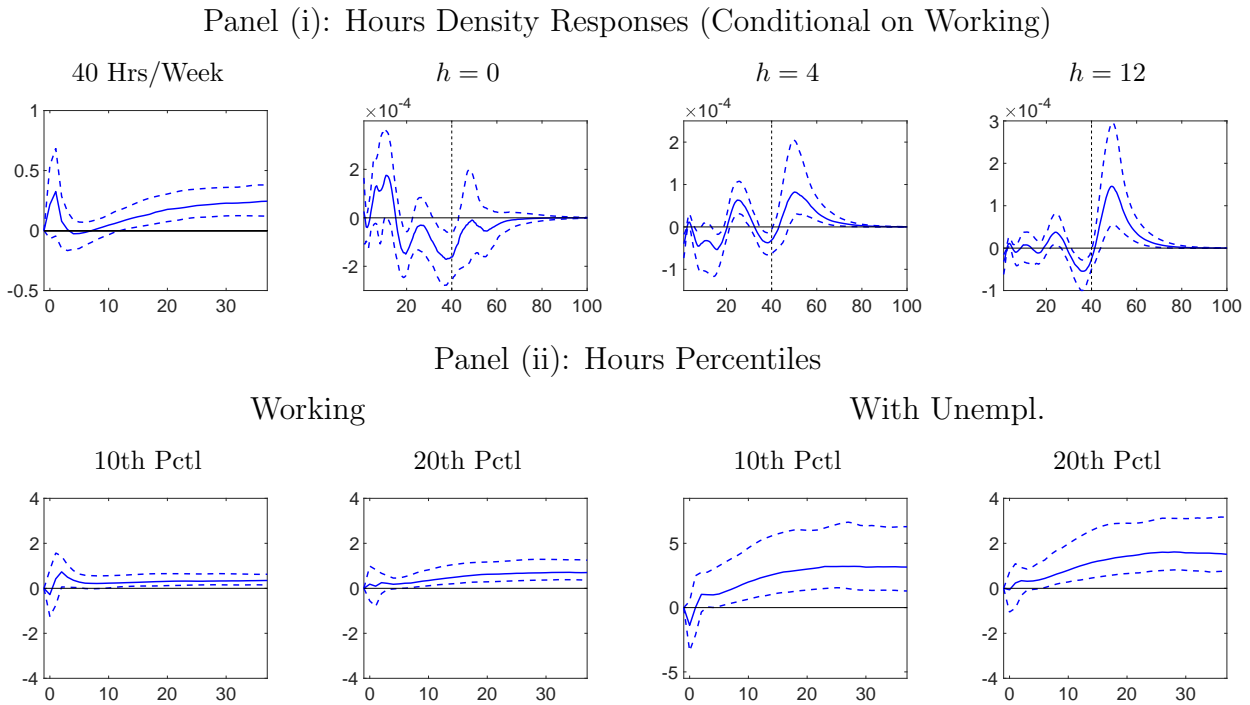 Panel (i): Hours Density Responses (Conditional on Working)
40 Hrs/Week
h = 0
h = 4
h = 12
1
0.5
0
-0.5
0 10 20 30
×10⁻⁴
2
0
-2
20 40 60 80 100
×10⁻⁴
2
1
0
-1
20 40 60 80 100
×10⁻⁴
3
2
1
0
-1
20 40 60 80 100
Panel (ii): Hours Percentiles
Working
With Unempl.
10th Pctl
20th Pctl
10th Pctl
20th Pctl
4
2
0
-2
-4
0 10 20 30
4
2
0
-2
-4
0 10 20 30
5
0
-5
0 10 20 30
4
2
0
-2
-4
0 10 20 30